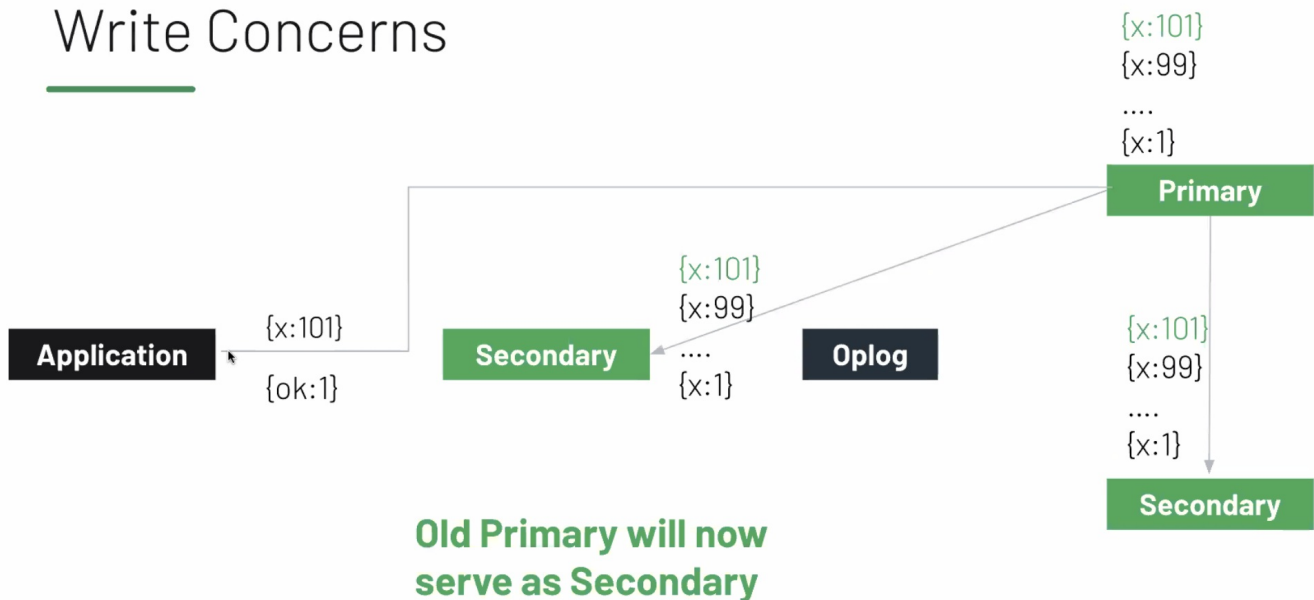 Write Concerns
{x:101}
{x:99}
....
{x:1}
Primary
{x:101}
{x:99}
....
{x:1}
{x:101}
{ok:1}
Application
Secondary
Oplog
{x:101}
{x:99}
....
{x:1}
Secondary
Old Primary will now
serve as Secondary